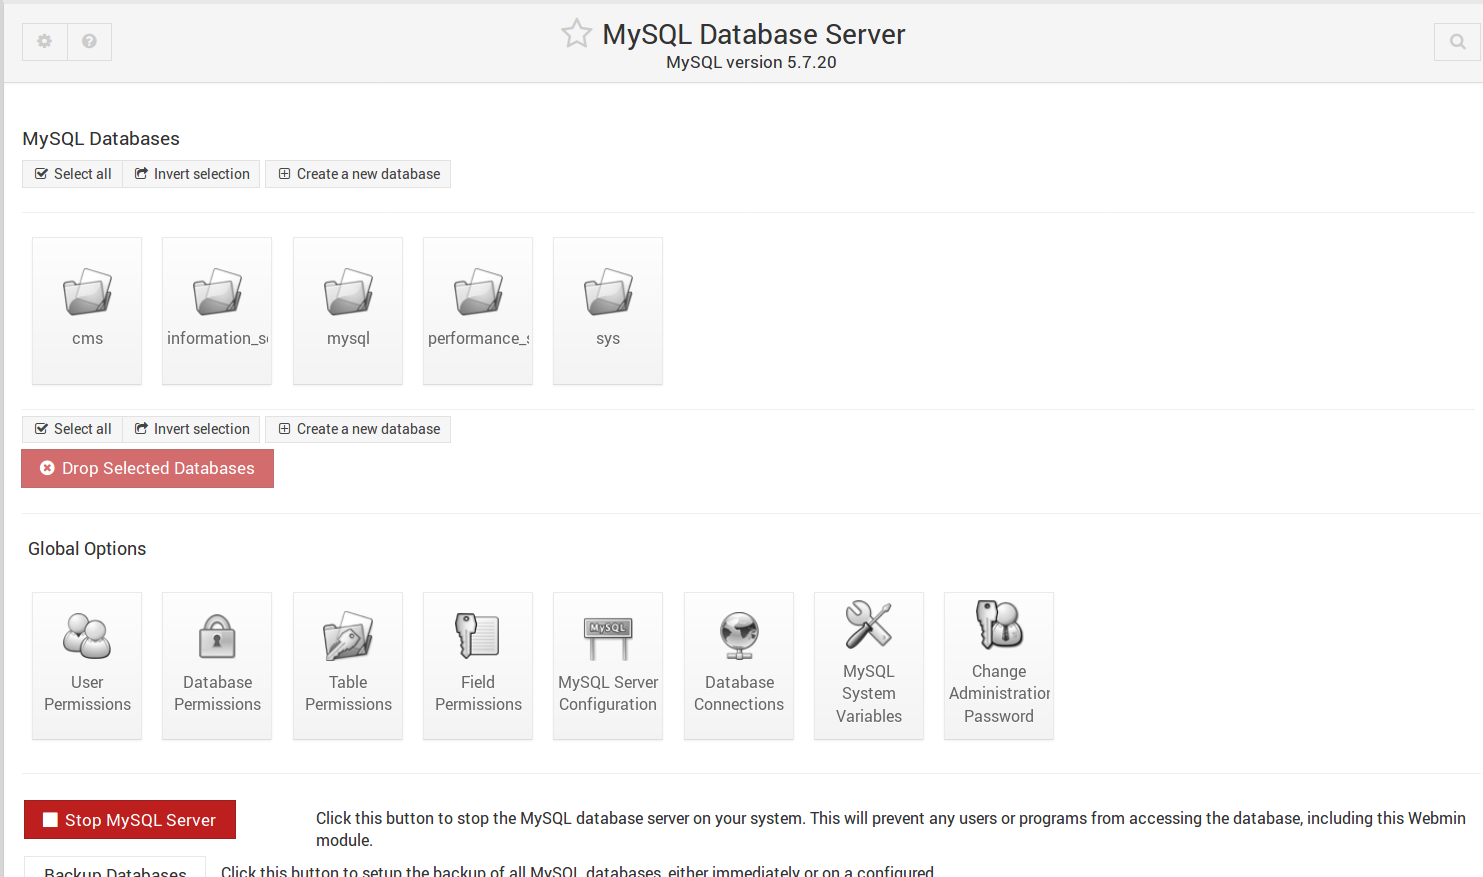 MySQL Database Server
MySQL version 5.7.20
MySQL Databases
Select all Invert selection Create a new database
cms information_s mysql performance_ sys
Select all Invert selection Create a new database
Drop Selected Databases
Global Options
User Permissions
Database Permissions
Table Permissions
Field Permissions
MySQL
MySQL Server Configuration
Database Connections
MySQL System Variables
Change Administration Password
Stop MySQL Server
Click this button to stop the MySQL database server on your system. This will prevent any users or programs from accessing the database, including this Webmin
module.
Backup Databases
Click this button to setup the backup of all MySQL databases, either immediately or on a configured